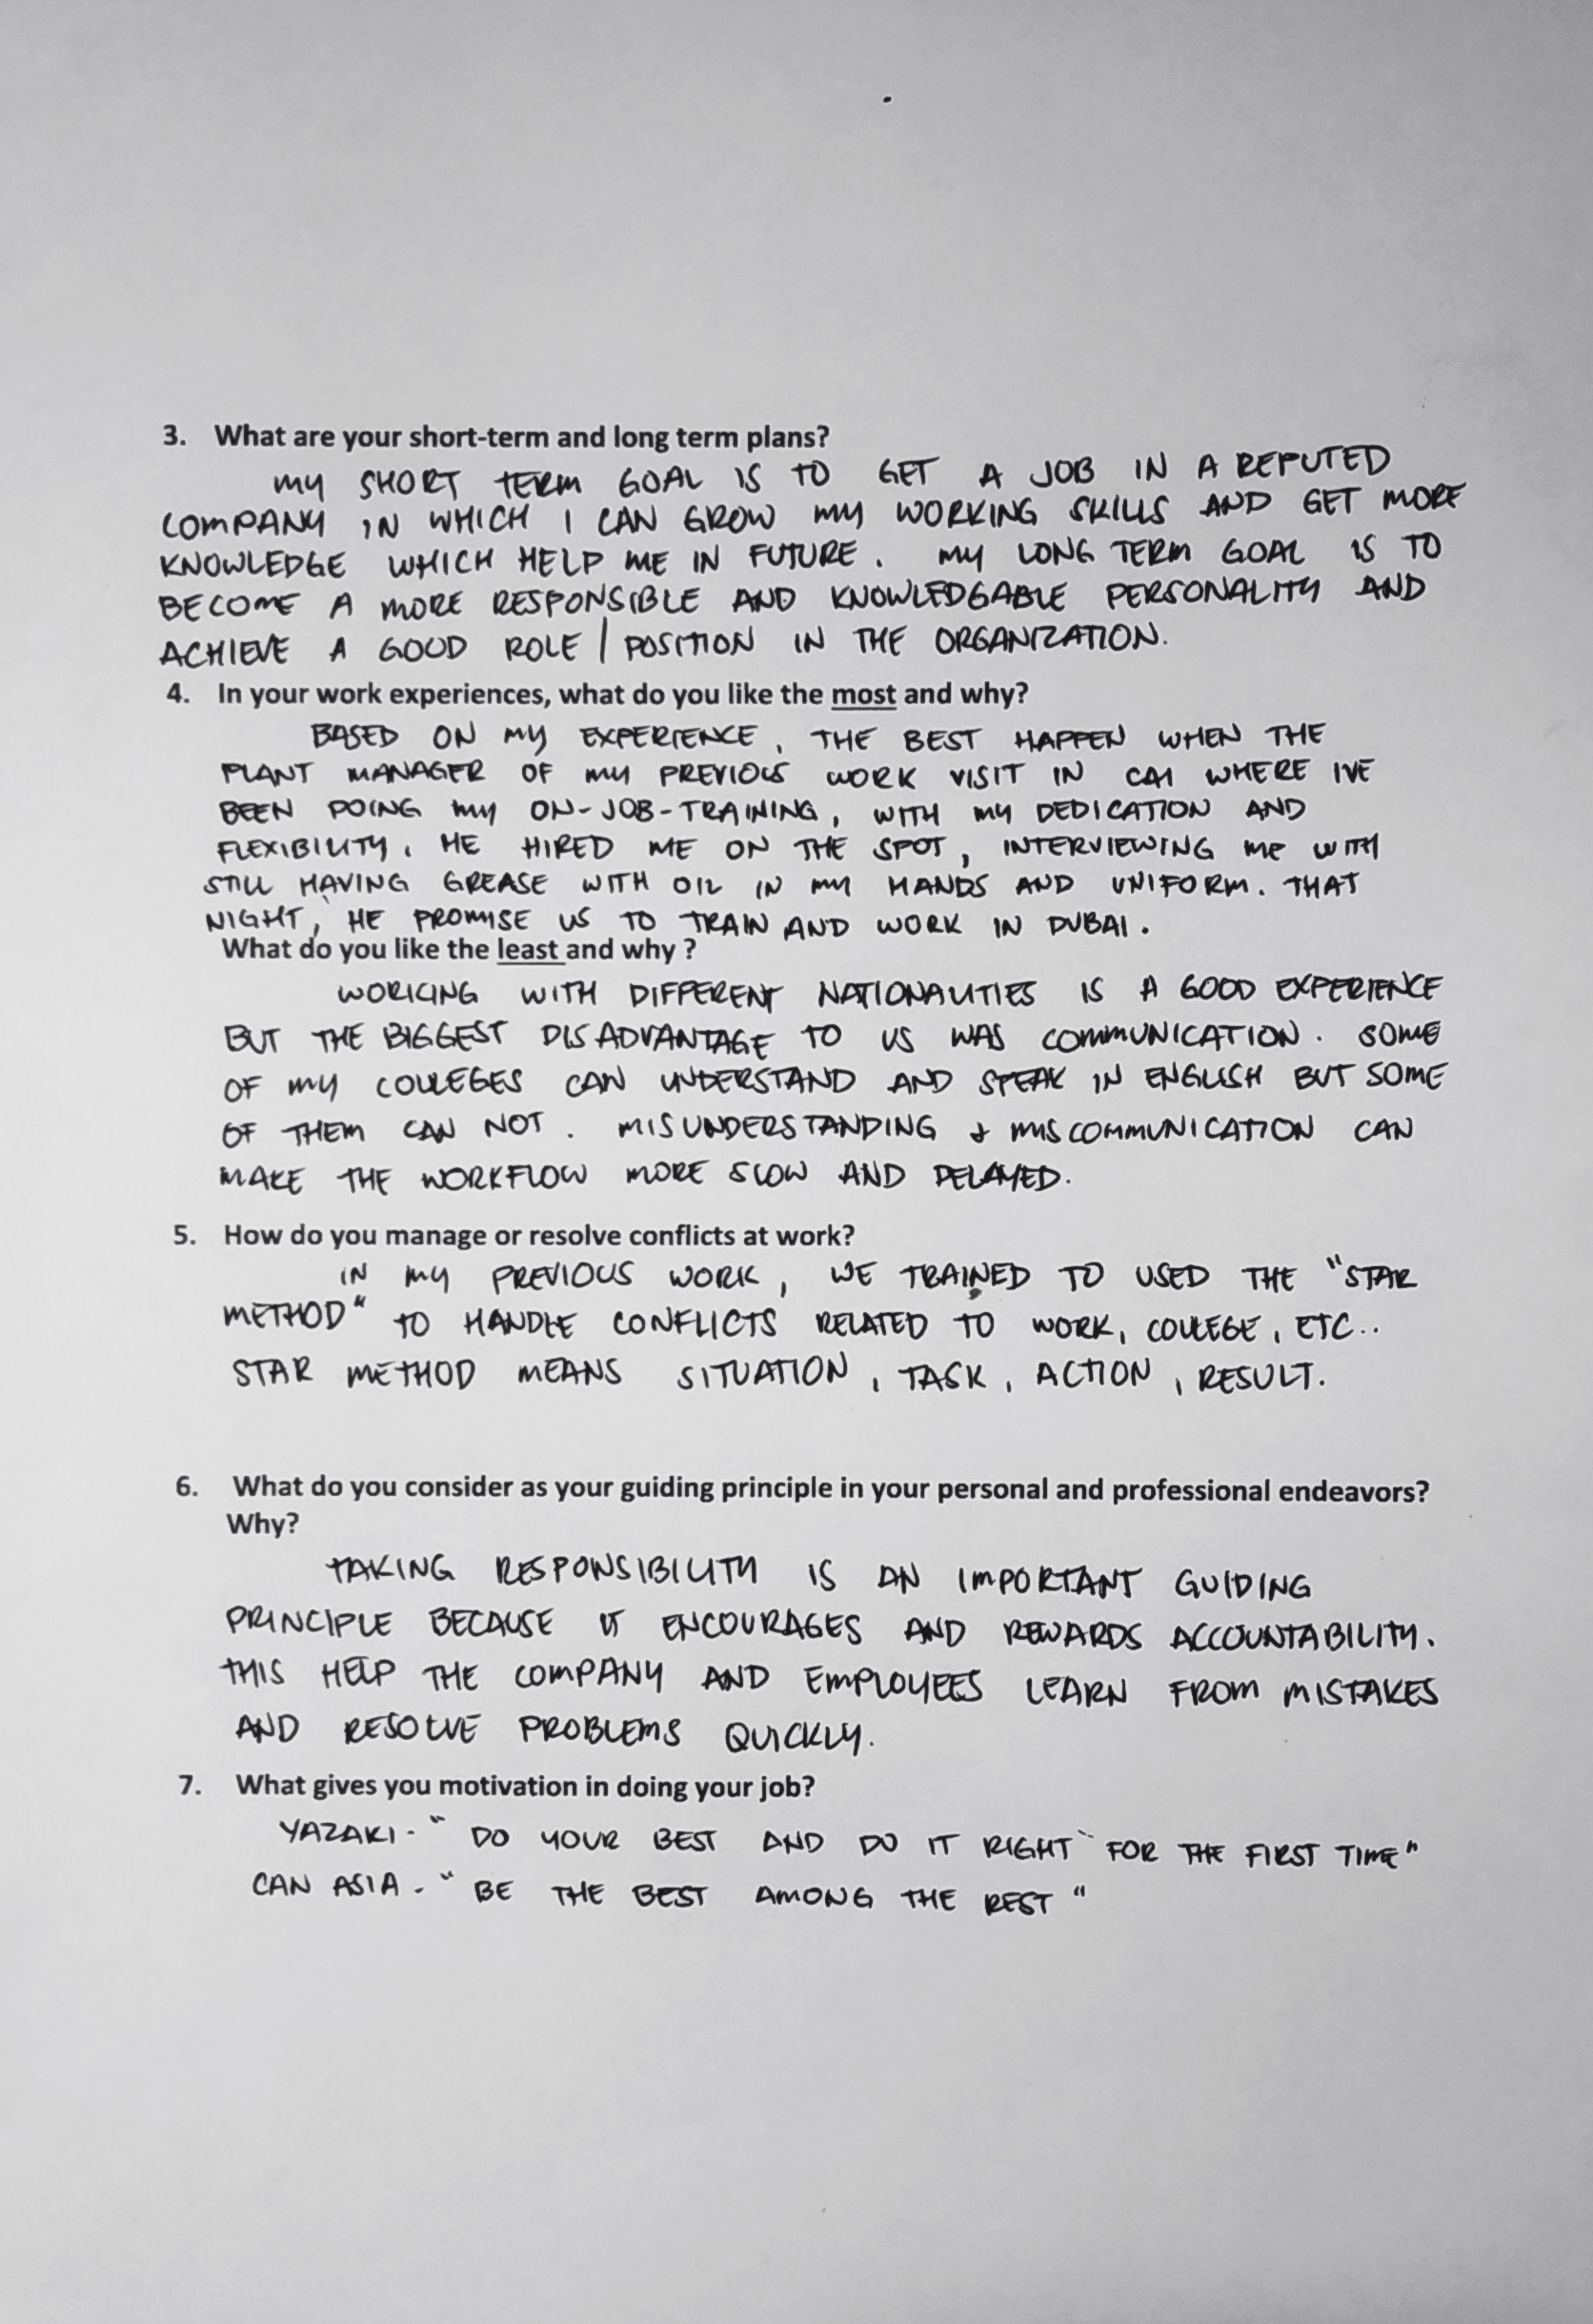 3. What are your short-term and long term plans?
MY SHORT TERM GOAL IS TO GET A JOB IN A REPUTED
COMPANY IN WHICH I CAN GROW MY WORKING SKILLS AND GET MORE
KNOWLEDGE WHICH HELP ME IN FUTURE. MY LONG TERM GOAL IS TO
BECOME A MORE RESPONSIBLE AND KNOWLEDGABLE PERSONALITY AND
ACHIEVE A GOOD ROLE / POSITION IN THE ORGANIZATION.
4. In your work experiences, what do you like the most and why?
BASED ON MY EXPERIENCE, THE BEST HAPPEN WHEN THE
PLANT MANAGER OF MY PREVIOUS WORK VISIT IN CAI WHERE IVE
BEEN DOING MY ON-JOB-TRAINING, WITH MY DEDICATION AND
FLEXIBILITY, HE HIRED ME ON THE SPOT, INTERVIEWING ME WITH
STILL HAVING GREASE WITH OIL IN MY HANDS AND UNIFORM. THAT
NIGHT, HE PROMISE US TO TRAIN AND WORK IN DUBAI.
What do you like the least and why ?
WORKING WITH DIFFERENT NATIONALITIES IS A GOOD EXPERIENCE
BUT THE BIGGEST DISADVANTAGE TO US WAS COMMUNICATION. SOME
OF MY COLLEGES CAN UNDERSTAND AND SPEAK IN ENGLISH BUT SOME
OF THEM CAN NOT. MISUNDERSTANDING & MISCOMMUNICATION CAN
MAKE THE WORKFLOW MORE SLOW AND DELAYED.
5. How do you manage or resolve conflicts at work?
IN MY PREVIOUS WORK, WE TRAINED TO USED THE "STAR
METHOD" TO HANDLE CONFLICTS RELATED TO WORK, COLLEGE, ETC..
STAR METHOD MEANS SITUATION, TASK, ACTION, RESULT.
6. What do you consider as your guiding principle in your personal and professional endeavors?
Why?
TAKING RESPONSIBILITY IS AN IMPORTANT GUIDING
PRINCIPLE BECAUSE IT ENCOURAGES AND REWARDS ACCOUNTABILITY.
THIS HELP THE COMPANY AND EMPLOYEES LEARN FROM MISTAKES
AND RESOLVE PROBLEMS QUICKLY.
7. What gives you motivation in doing your job?
YAZAKI - "DO YOUR BEST AND DO IT RIGHT FOR THE FIRST TIME"
CAN ASIA - "BE THE BEST AMONG THE REST"